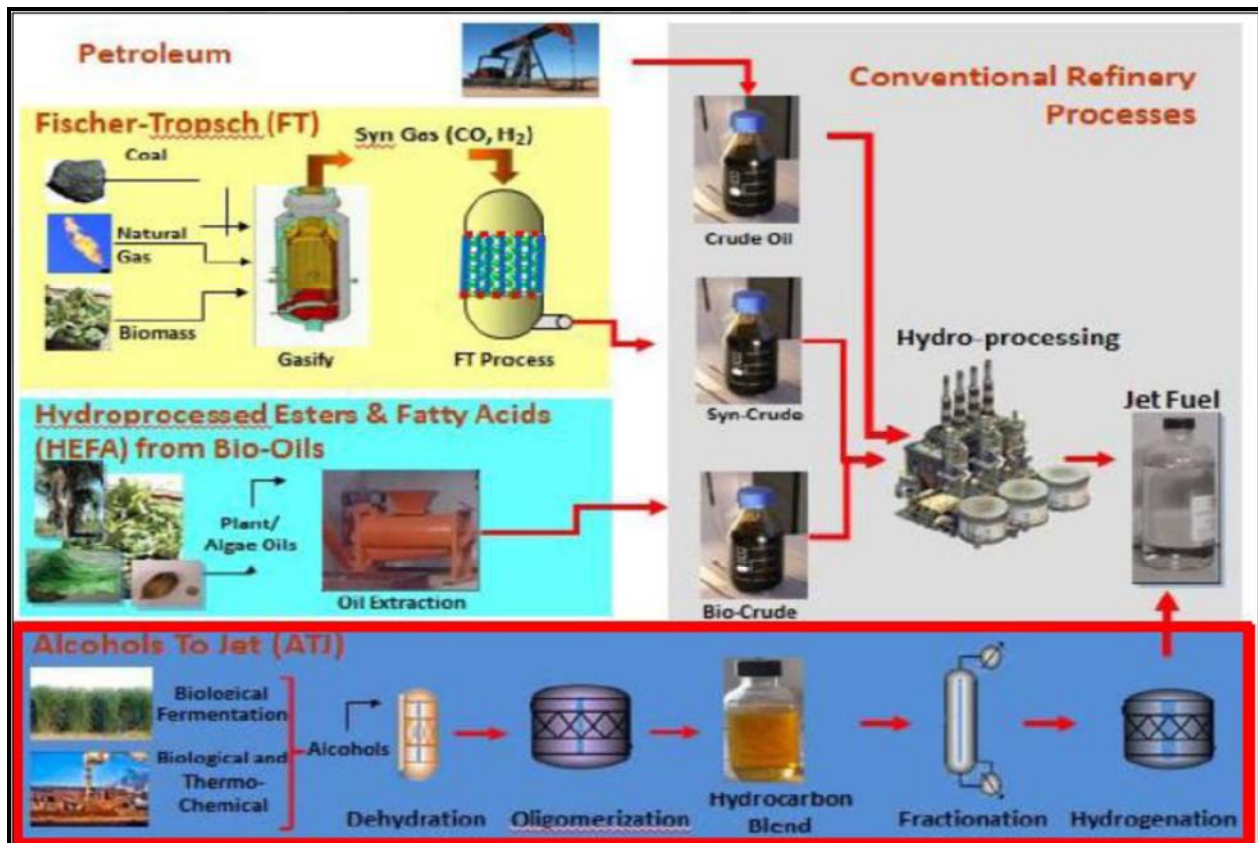 Petroleum
Conventional Refinery
Processes
Fischer-Tropsch (FT)
Syn Gas (CO, H₂)
Coal
Natural
Gas
Biomass
Gasify
FT Process
Crude Oil
Syn-Crude
Bio-Crude
Hydro-processing
Jet Fuel
Hydroprocessed Esters & Fatty Acids
(HEFA) from Bio-Oils
Plant/
Algae Oils
Oil Extraction
Alcohols To Jet (ATJ)
Biological
Fermentation
Biological and
Thermo-
Chemical
Alcohols
Dehydration
Oligomerization
Hydrocarbon
Blend
Fractionation
Hydrogenation